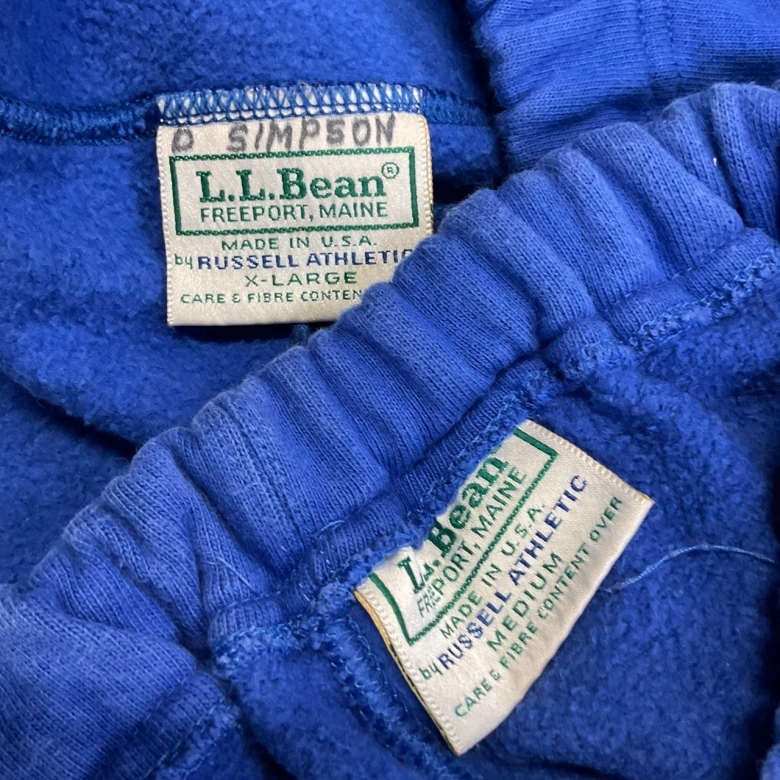 D SIMPSON
L.L.Bean®
FREEPORT, MAINE
MADE IN U.S.A.
by RUSSELL ATHLETIC
X-LARGE
CARE & FIBRE CONTEN
L.L.Bean
FREEPORT, MAINE
MADE IN U.S.A.
by RUSSELL ATHLETIC
MEDIUM
CARE & FIBRE CONTENT OVER